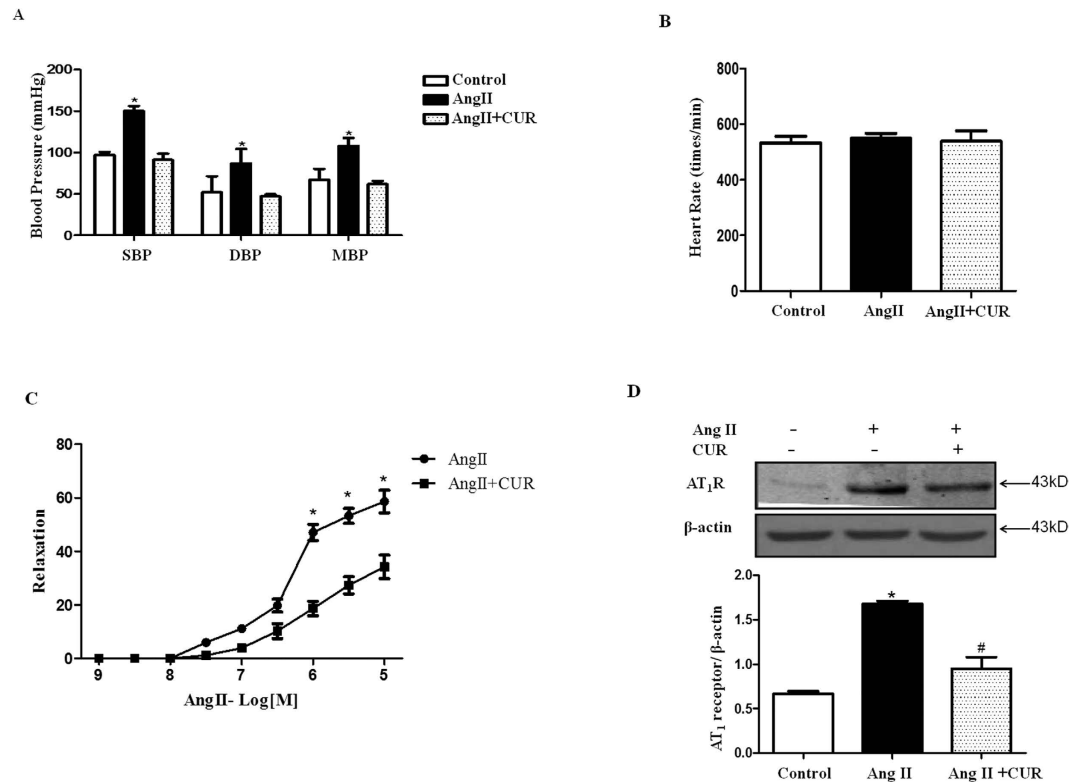 A
Blood Pressure (mmHg)
200
150
100
50
0
* * *
SBP DBP MBP
Control
AngII
AngII+CUR
B
Heart Rate (times/min)
800
600
400
200
0
Control AngII AngII+CUR
C
Relaxation
80
60
40
20
0
* * *
9 8 7 6 5
AngII- Log[M]
AngII
AngII+CUR
D
Ang II - + +
CUR - - +
AT₁R 43kD
β-actin 43kD
AT₁ receptor/ β-actin
2.0
1.5
1.0
0.5
0.0
*
#
Control Ang II Ang II +CUR